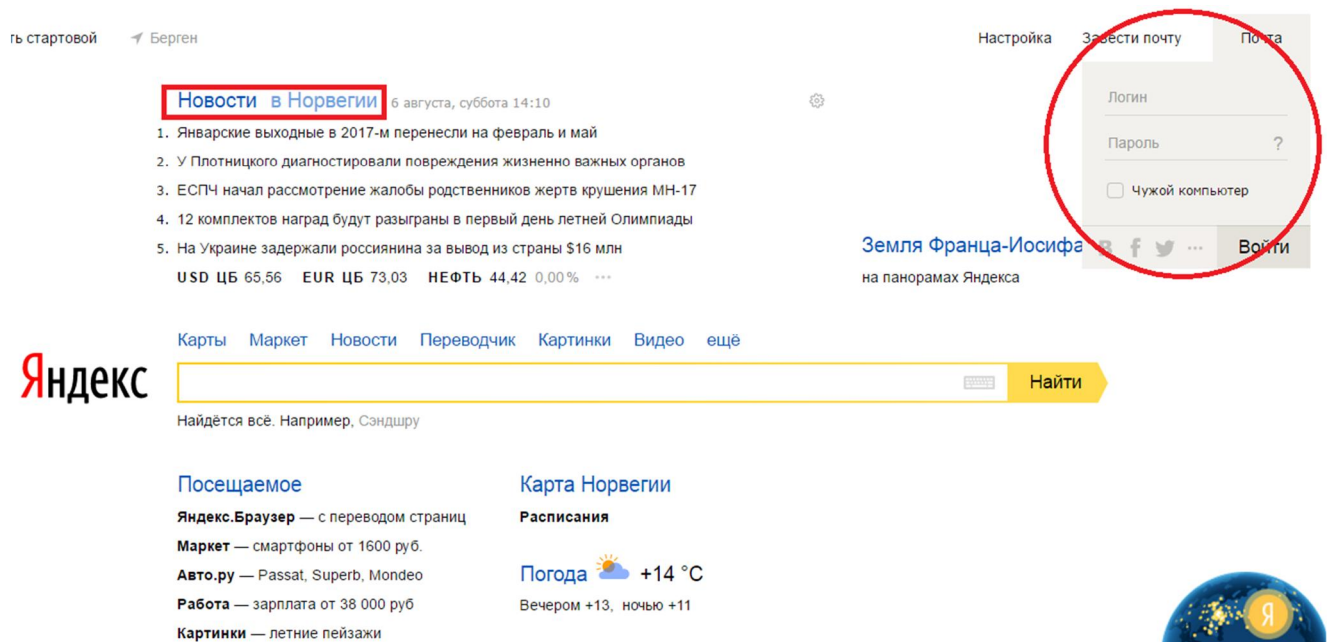 ть стартовой Берген Настройка Завести почту Почта
Новости в Норвегии 6 августа, суббота 14:10
1. Январские выходные в 2017-м перенесли на февраль и май
2. У Плотницкого диагностировали повреждения жизненно важных органов
3. ЕСПЧ начал рассмотрение жалобы родственников жертв крушения MH-17
4. 12 комплектов наград будут разыграны в первый день летней Олимпиады
5. На Украине задержали россиянина за вывод из страны $16 млн
USD ЦБ 65,56 EUR ЦБ 73,03 НЕФТЬ 44,42 0,00% ···
Логин
Пароль ?
Чужой компьютер
В f ··· Войти
Земля Франца-Иосифа
на панорамах Яндекса
Карты Маркет Новости Переводчик Картинки Видео ещё
Яндекс Найти
Найдётся всё. Например, Сэндшру
Посещаемое
Яндекс.Браузер — с переводом страниц
Маркет — смартфоны от 1600 руб.
Авто.ру — Passat, Superb, Mondeo
Работа — зарплата от 38 000 руб
Картинки — летние пейзажи
Карта Норвегии
Расписания
Погода +14 °C
Вечером +13, ночью +11
Я